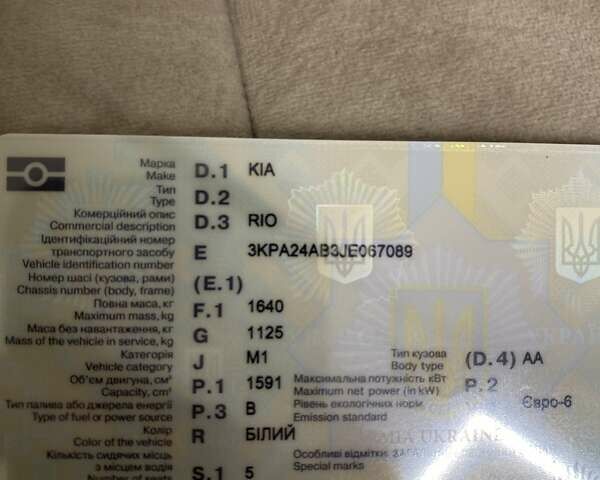 Марка
Make D.1 KIA
Тип
Type D.2
Комерційний опис
Commercial description D.3 RIO
Ідентифікаційний номер
транспортного засобу E 3KPA24AB3JE067089
Vehicle identification number
Номер шасі (кузова, рами) (E.1)
Chassis number (body, frame)
Повна маса, кг F.1 1640
Maximum mass, kg
Маса без навантаження, кг G 1125
Mass of the vehicle in service, kg
Категорія J M1 Тип кузова (D.4) AA
Vehicle category Body type
Об'єм двигуна, см³ P.1 1591 Максимальна потужність кВт P.2
Capacity, cm³ Maximum net power (in kW)
Тип палива або джерела енергії P.3 B Рівень екологічних норм Євро-6
Type of fuel or power source Emission standard
Колір R БІЛИЙ MIA UKRAINE
Color of the vehicle
Кількість сидячих Особливі відмітки
з місцем водія S.1 5 Special marks
Number of seats